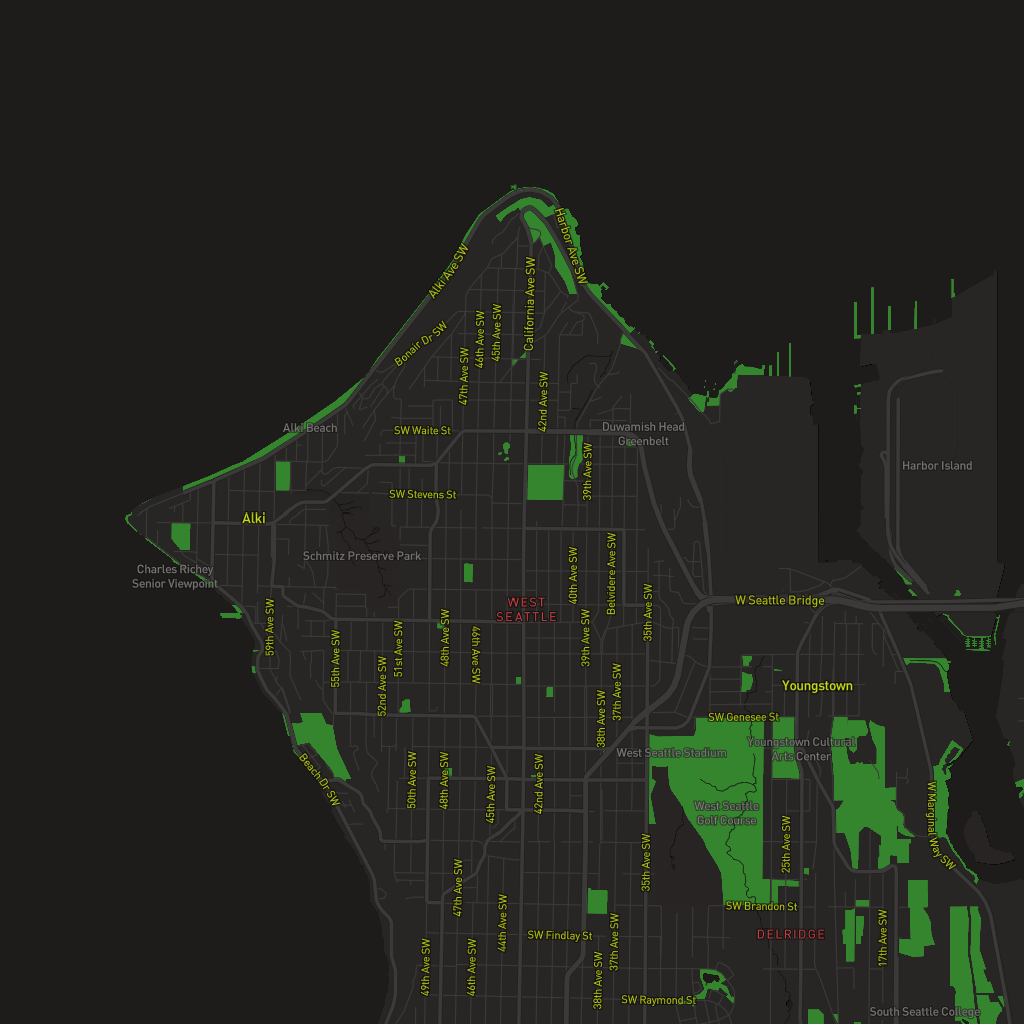 Harbor Ave SW
Alki Ave SW
California Ave SW
Bonair Dr SW
46th Ave SW
45th Ave SW
47th Ave SW
42nd Ave SW
Alki Beach
SW Waite St
Duwamish Head
Greenbelt
39th Ave SW
Harbor Island
SW Stevens St
Alki
Schmitz Preserve Park
Belvidere Ave SW
40th Ave SW
Charles Richey
Senior Viewpoint
WEST
SEATTLE
35th Ave SW
W Seattle Bridge
59th Ave SW
55th Ave SW
51st Ave SW
48th Ave SW
46th Ave SW
39th Ave SW
52nd Ave SW
37th Ave SW
38th Ave SW
Youngstown
SW Genesee St
West Seattle Stadium
Youngstown Cultural
Arts Center
Beach Dr SW
50th Ave SW
48th Ave SW
45th Ave SW
42nd Ave SW
West Seattle
Golf Course
W Marginal Way SW
25th Ave SW
35th Ave SW
47th Ave SW
44th Ave SW
SW Brandon St
SW Findlay St
37th Ave SW
17th Ave SW
DELRIDGE
49th Ave SW
46th Ave SW
38th Ave SW
SW Raymond St
South Seattle College